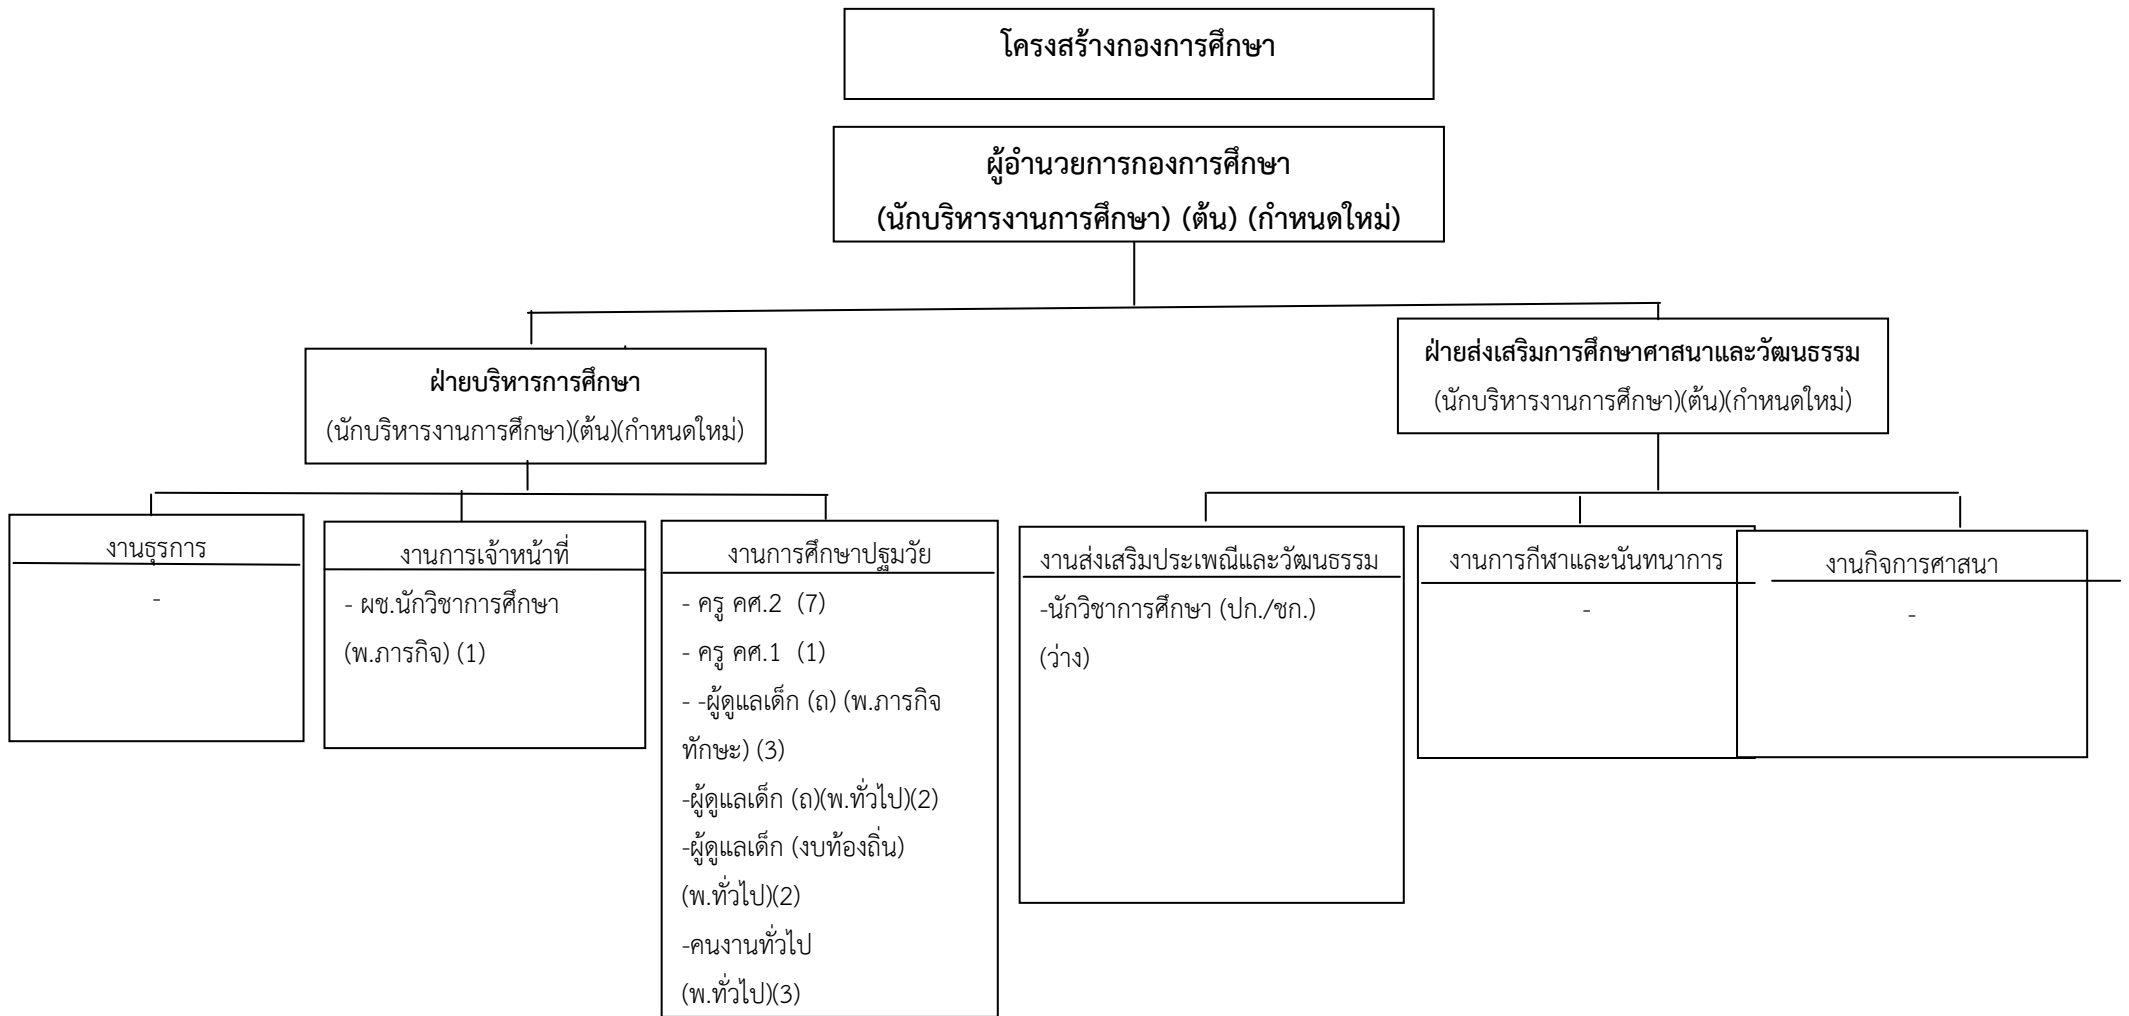 โครงสร้างกองการศึกษา
ผู้อำนวยการกองการศึกษา
(นักบริหารงานการศึกษา) (ต้น) (กำหนดใหม่)
ฝ่ายบริหารการศึกษา
(นักบริหารงานการศึกษา)(ต้น)(กำหนดใหม่)
ฝ่ายส่งเสริมการศึกษาศาสนาและวัฒนธรรม
(นักบริหารงานการศึกษา)(ต้น)(กำหนดใหม่)
งานธุรการ
-
งานการเจ้าหน้าที่
- ผช.นักวิชาการศึกษา
(พ.ภารกิจ) (1)
งานการศึกษาปฐมวัย
- ครู คศ.2 (7)
- ครู คศ.1 (1)
- -ผู้ดูแลเด็ก (ถ) (พ.ภารกิจ
ทักษะ) (3)
-ผู้ดูแลเด็ก (ถ)(พ.ทั่วไป)(2)
-ผู้ดูแลเด็ก (งบท้องถิ่น)
(พ.ทั่วไป)(2)
-คนงานทั่วไป
(พ.ทั่วไป)(3)
งานส่งเสริมประเพณีและวัฒนธรรม
-นักวิชาการศึกษา (ปก./ชก.)
(ว่าง)
งานการกีฬาและนันทนาการ
-
งานกิจการศาสนา
-